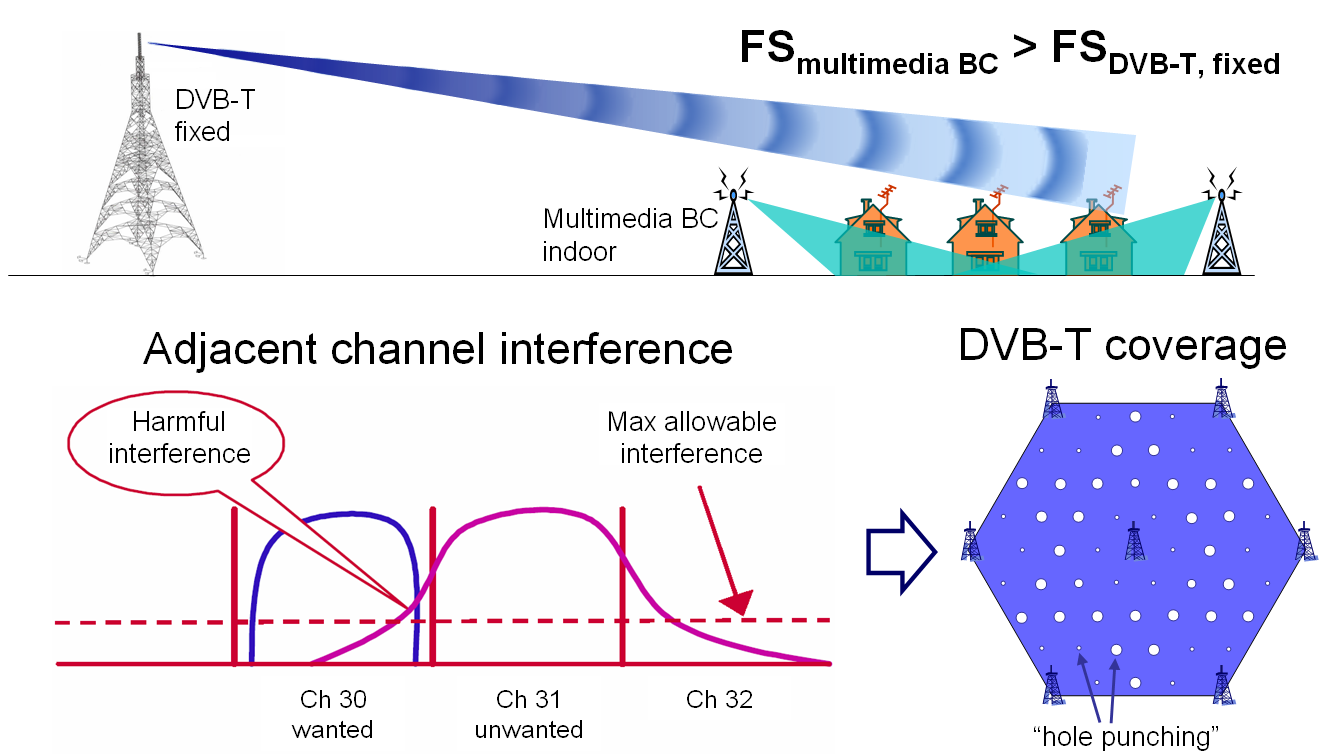 FSmultimedia BC > FSDVB-T, fixed
DVB-T
fixed
Multimedia BC
indoor
Adjacent channel interference
DVB-T coverage
Harmful
interference
Max allowable
interference
Ch 30
wanted
Ch 31
unwanted
Ch 32
“hole punching”